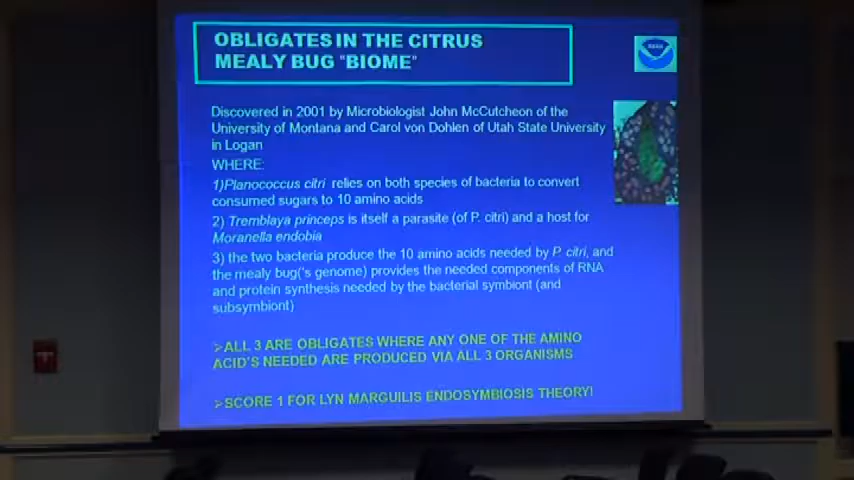 OBLIGATES IN THE CITRUS
MEALY BUG "BIOME"
Discovered in 2001 by Microbiologist John McCutcheon of the
University of Montana and Carol von Dohlen of Utah State University
in Logan
WHERE:
1)Planococcus citri relies on both species of bacteria to convert
consumed sugars to 10 amino acids
2) Tremblaya princeps is itself a parasite (of P. citri) and a host for
Moranella endobia
3) the two bacteria produce the 10 amino acids needed by P. citri, and
the mealy bug('s genome) provides the needed components of RNA
and protein synthesis needed by the bacterial symbiont (and
subsymbiont)
➢ALL 3 ARE OBLIGATES WHERE ANY ONE OF THE AMINO
ACID'S NEEDED ARE PRODUCED VIA ALL 3 ORGANISMS
➢SCORE 1 FOR LYN MARGUILIS ENDOSYMBIOSIS THEORY!